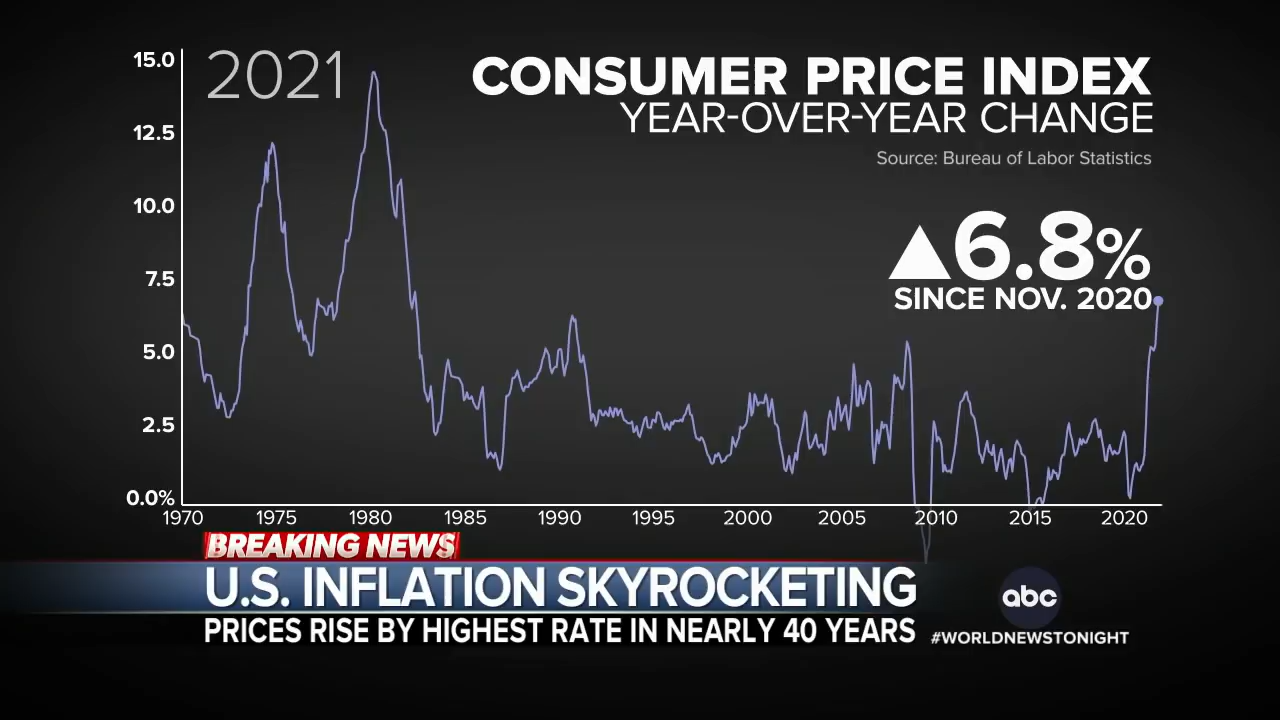 2021
CONSUMER PRICE INDEX
YEAR-OVER-YEAR CHANGE
Source: Bureau of Labor Statistics
▲6.8%
SINCE NOV. 2020
15.0
12.5
10.0
7.5
5.0
2.5
0.0%
1970 1975 1980 1985 1990 1995 2000 2005 2010 2015 2020
BREAKING NEWS
U.S. INFLATION SKYROCKETING
PRICES RISE BY HIGHEST RATE IN NEARLY 40 YEARS
abc
#WORLDNEWSTONIGHT